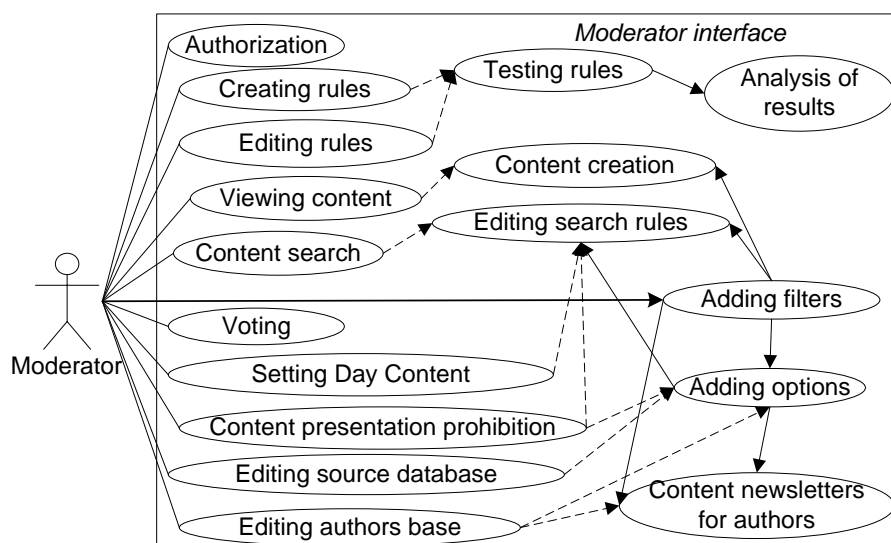 Moderator interface
Authorization
Creating rules
Testing rules
Analysis of
results
Editing rules
Viewing content
Content creation
Content search
Editing search rules
Adding filters
Voting
Moderator
Setting Day Content
Adding options
Content presentation prohibition
Editing source database
Content newsletters
for authors
Editing authors base